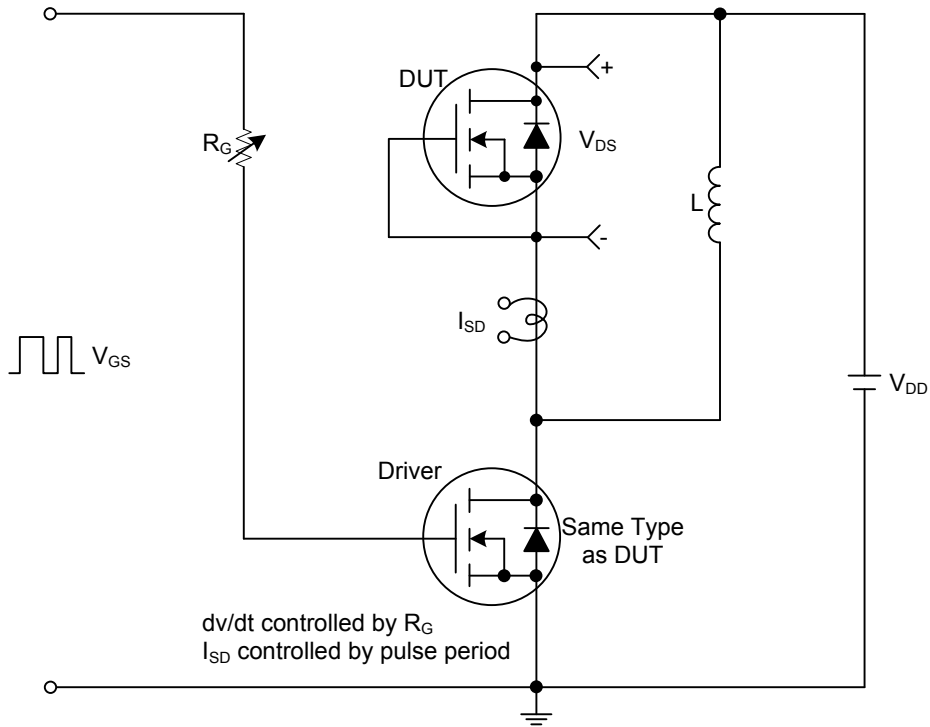 DUT
+
R_G
V_DS
L
-
I_SD
V_GS
V_DD
Driver
Same Type
as DUT
dv/dt controlled by R_G
I_SD controlled by pulse period